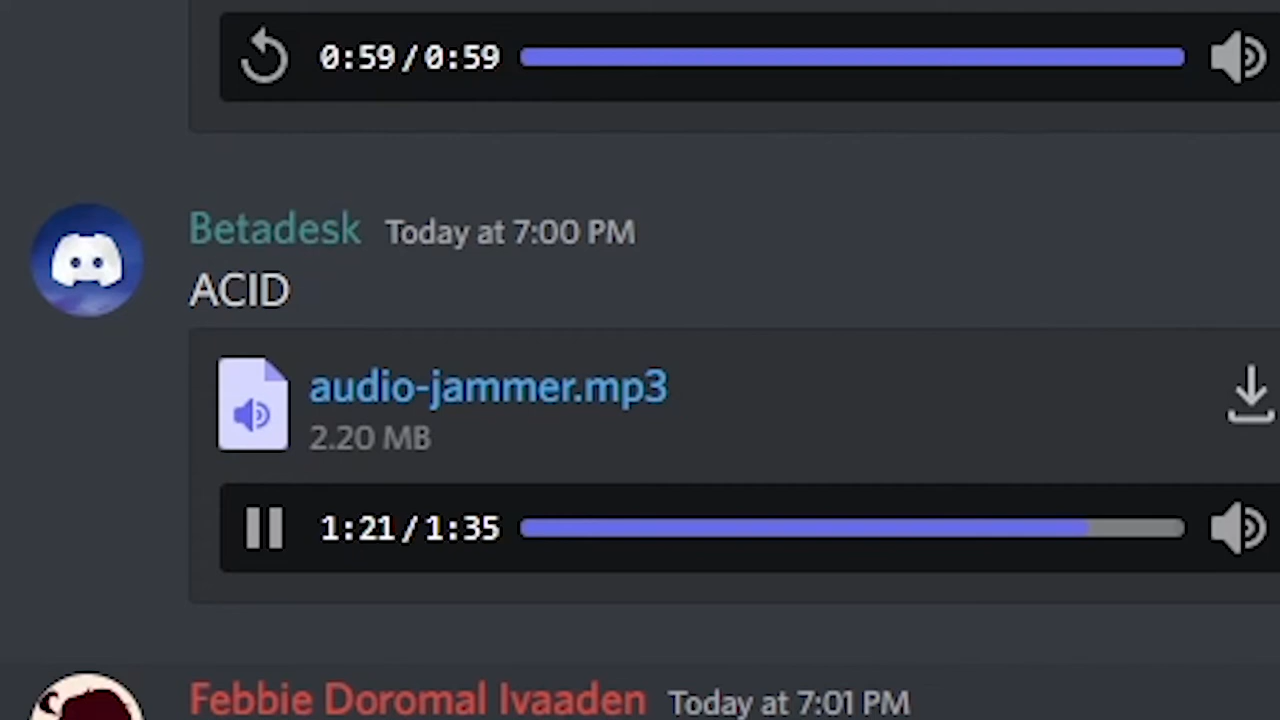 0:59/0:59
Betadesk Today at 7:00 PM
ACID
audio-jammer.mp3
2.20 MB
1:21/1:35
Febbie Doromal Ivaaden Today at 7:01 PM